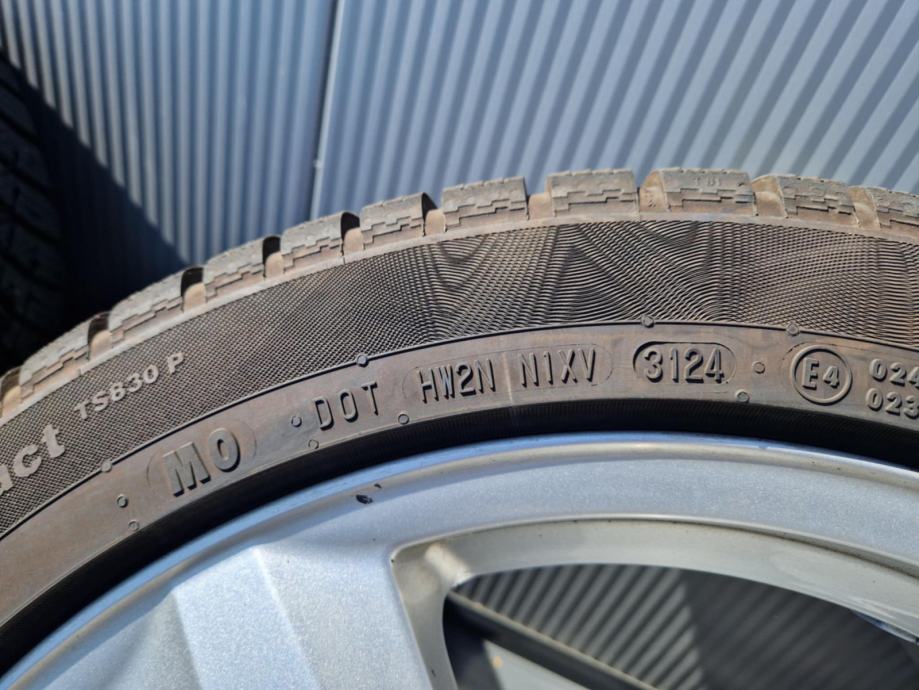 act TS830 P
MO DOT HW2N N1XV 3124 E4
024
023